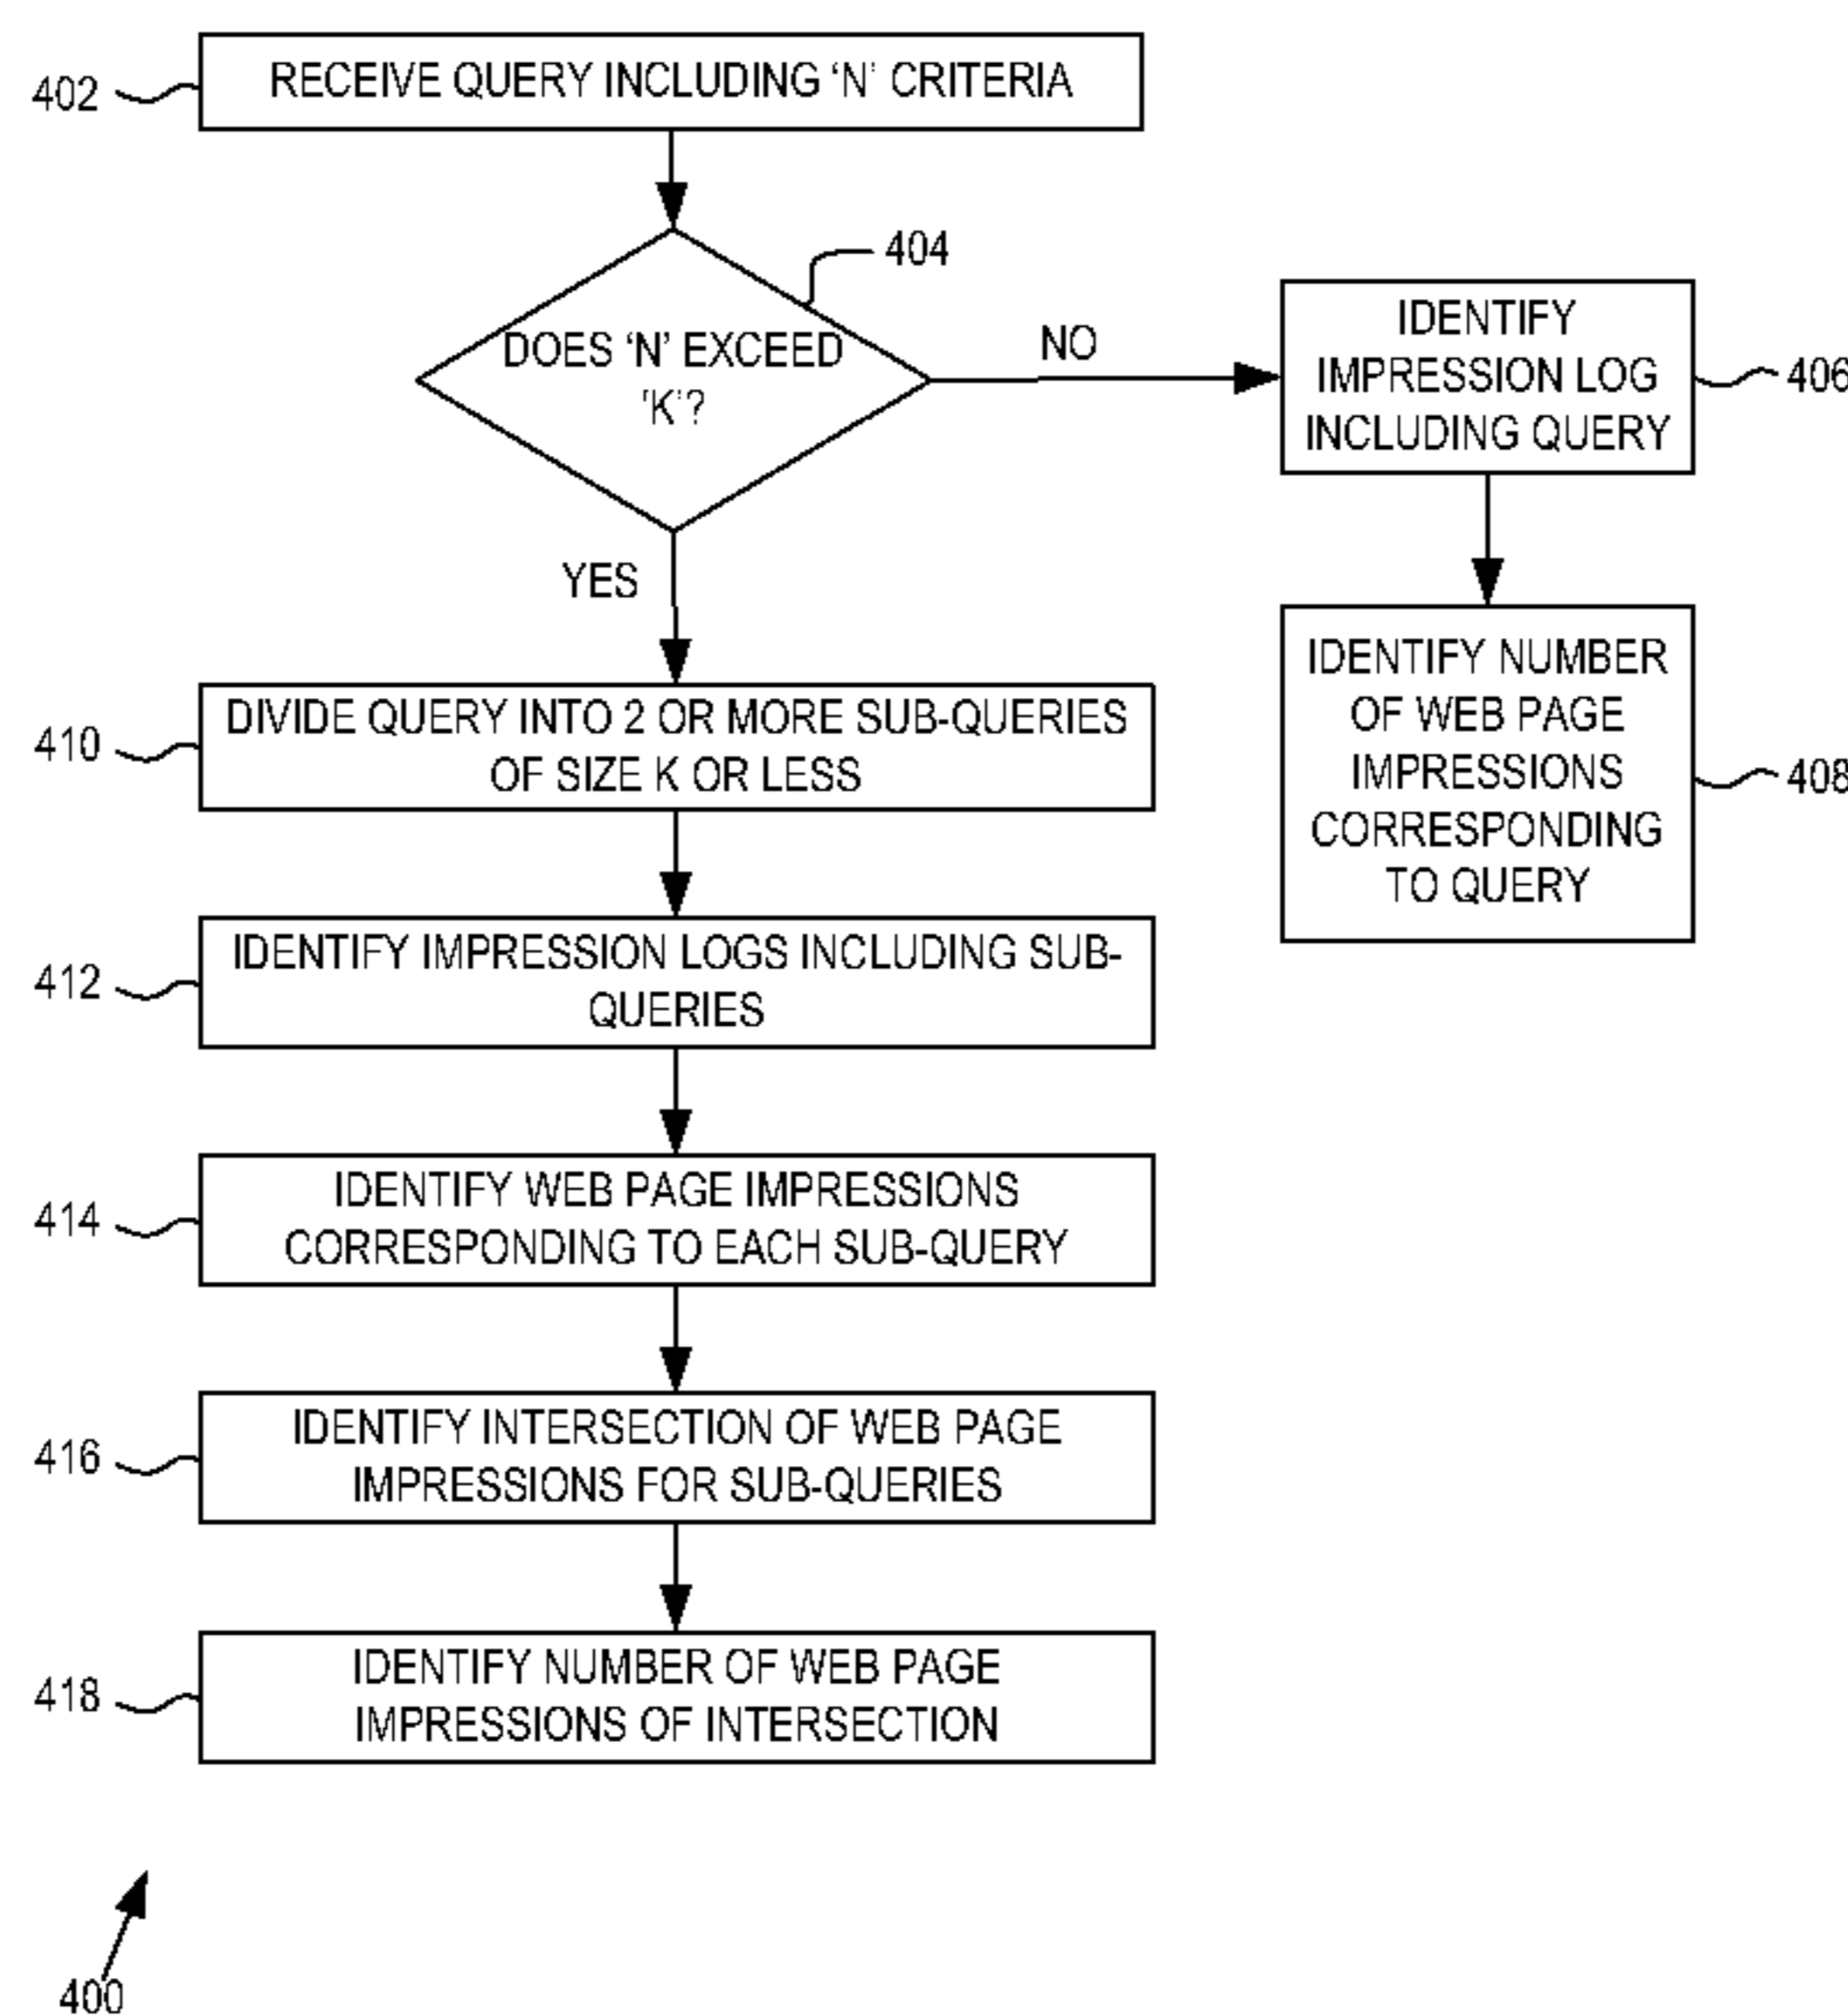 402
RECEIVE QUERY INCLUDING ‘N’ CRITERIA
404
DOES ‘N’ EXCEED
‘K’?
NO
IDENTIFY
IMPRESSION LOG
INCLUDING QUERY
406
YES
IDENTIFY NUMBER
OF WEB PAGE
IMPRESSIONS
CORRESPONDING
TO QUERY
408
410
DIVIDE QUERY INTO 2 OR MORE SUB-QUERIES
OF SIZE K OR LESS
412
IDENTIFY IMPRESSION LOGS INCLUDING SUB-
QUERIES
414
IDENTIFY WEB PAGE IMPRESSIONS
CORRESPONDING TO EACH SUB-QUERY
416
IDENTIFY INTERSECTION OF WEB PAGE
IMPRESSIONS FOR SUB-QUERIES
418
IDENTIFY NUMBER OF WEB PAGE
IMPRESSIONS OF INTERSECTION
400